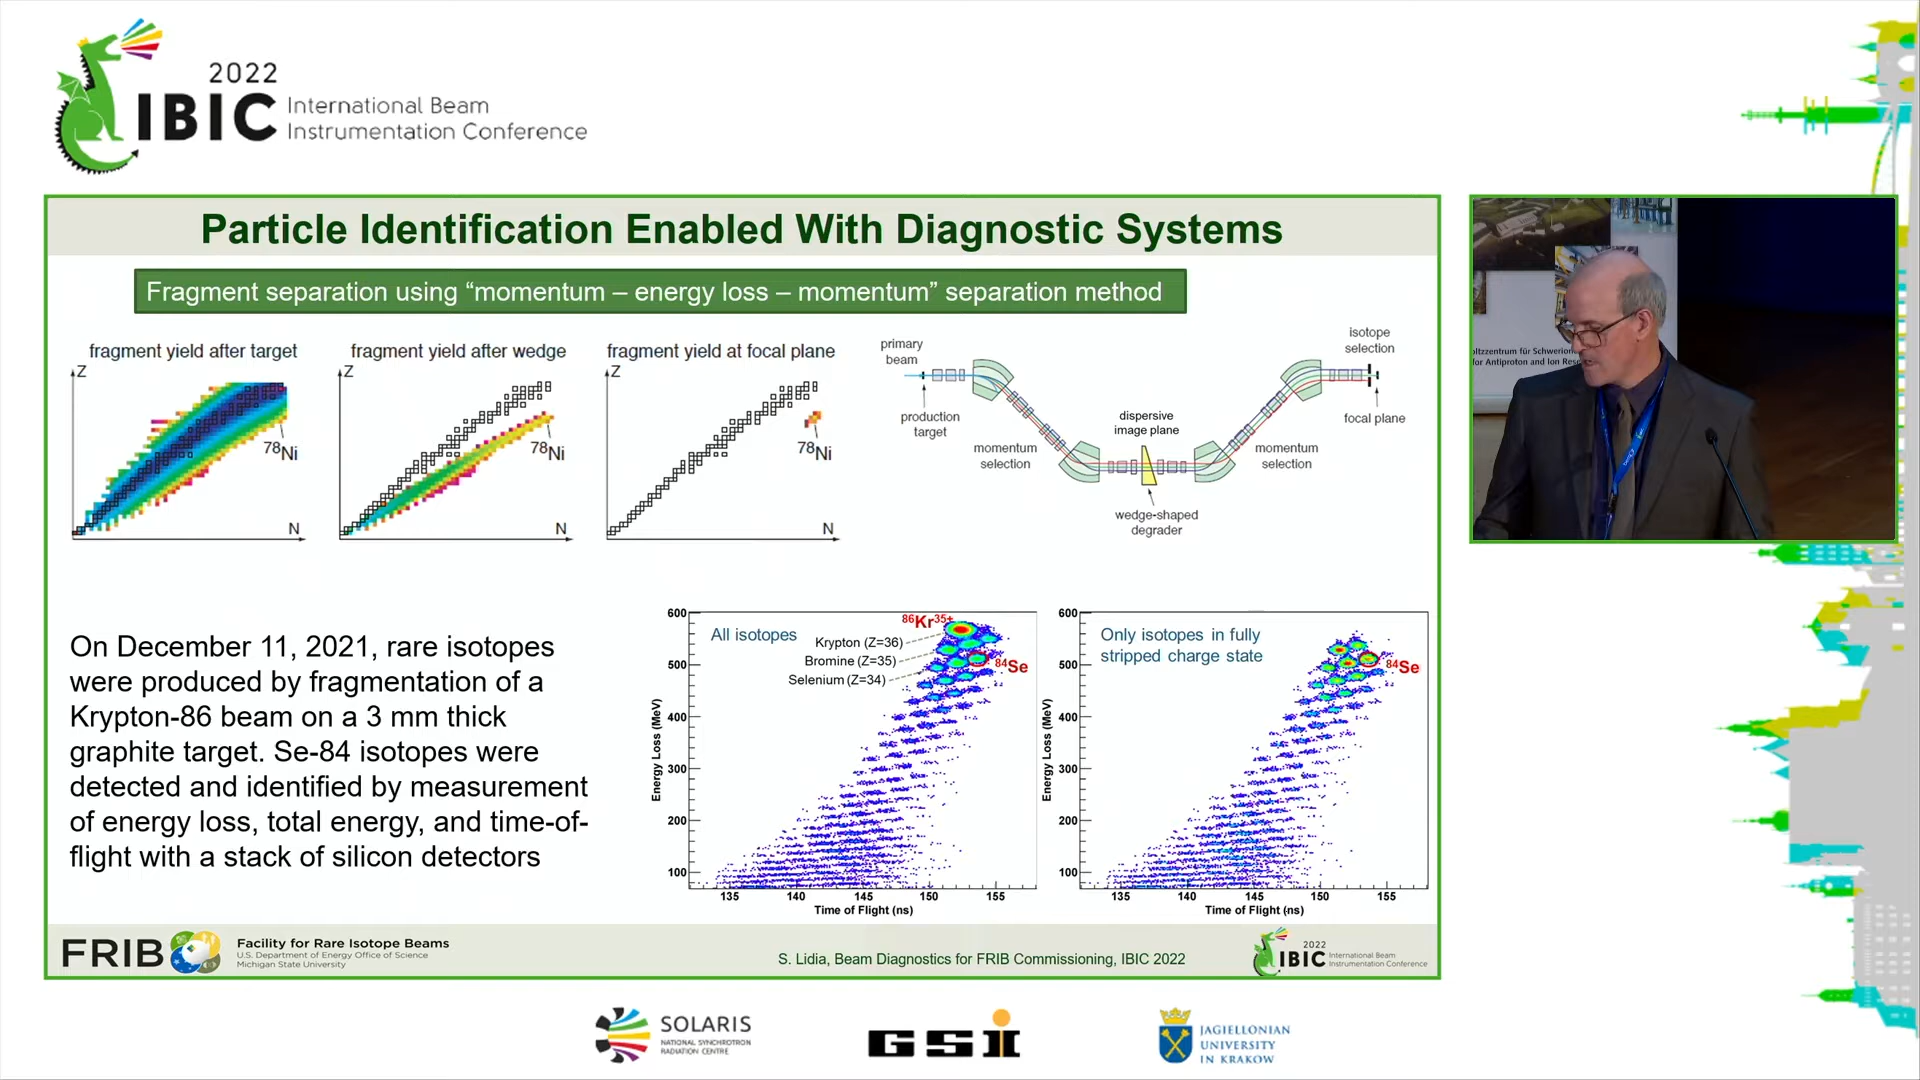 2022
IBIC
International Beam
Instrumentation Conference
Particle Identification Enabled With Diagnostic Systems
Fragment separation using “momentum – energy loss – momentum” separation method
fragment yield after target
Z
78Ni
N
fragment yield after wedge
Z
78Ni
N
fragment yield at focal plane
Z
78Ni
N
primary
beam
production
target
momentum
selection
dispersive
image plane
wedge-shaped
degrader
momentum
selection
isotope
selection
focal plane
On December 11, 2021, rare isotopes
were produced by fragmentation of a
Krypton-86 beam on a 3 mm thick
graphite target. Se-84 isotopes were
detected and identified by measurement
of energy loss, total energy, and time-of-
flight with a stack of silicon detectors
All isotopes
86Kr35+
Krypton (Z=36)
Bromine (Z=35)
Selenium (Z=34)
84Se
600
500
400
300
200
100
Energy Loss (MeV)
135 140 145 150 155
Time of Flight (ns)
Only isotopes in fully
stripped charge state
84Se
600
500
400
300
200
100
Energy Loss (MeV)
135 140 145 150 155
Time of Flight (ns)
FRIB
Facility for Rare Isotope Beams
U.S. Department of Energy Office of Science
Michigan State University
S. Lidia, Beam Diagnostics for FRIB Commissioning, IBIC 2022
2022
IBIC
International Beam
Instrumentation Conference
SOLARIS
NATIONAL SYNCHROTRON
RADIATION CENTRE
GSI
JAGIELLONIAN
UNIVERSITY
IN KRAKOW